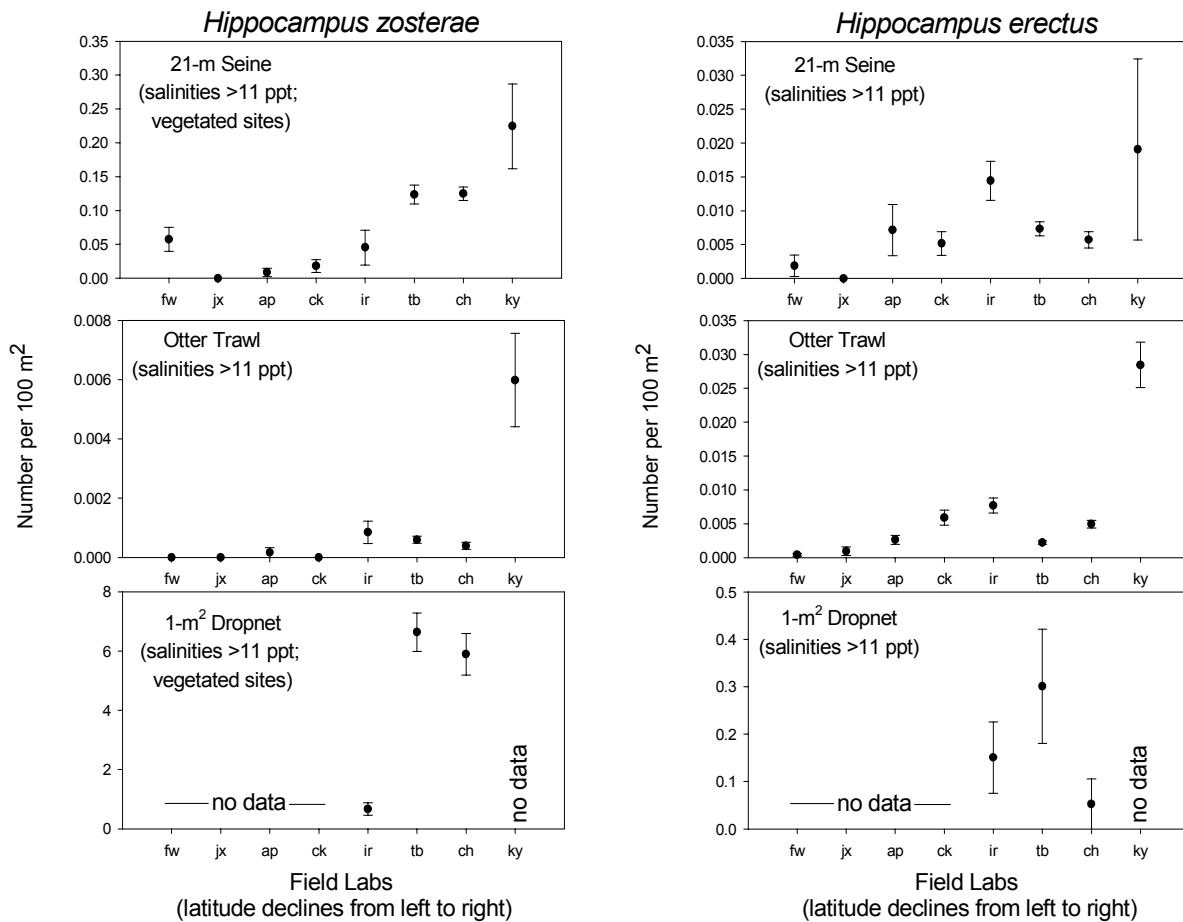 Hippocampus zosterae
21-m Seine
(salinities >11 ppt;
vegetated sites)
0.35
0.30
0.25
0.20
0.15
0.10
0.05
0.00
fw jx ap ck ir tb ch ky
Otter Trawl
(salinities >11 ppt)
0.008
0.006
0.004
0.002
0.000
fw jx ap ck ir tb ch ky
1-m² Dropnet
(salinities >11 ppt;
vegetated sites)
8
6
4
2
0
no data
no data
fw jx ap ck ir tb ch ky
Number per 100 m²
Field Labs
(latitude declines from left to right)
Hippocampus erectus
21-m Seine
(salinities >11 ppt)
0.035
0.030
0.025
0.020
0.015
0.010
0.005
0.000
fw jx ap ck ir tb ch ky
Otter Trawl
(salinities >11 ppt)
0.035
0.030
0.025
0.020
0.015
0.010
0.005
0.000
fw jx ap ck ir tb ch ky
1-m² Dropnet
(salinities >11 ppt)
0.5
0.4
0.3
0.2
0.1
0.0
no data
no data
fw jx ap ck ir tb ch ky
Number per 100 m²
Field Labs
(latitude declines from left to right)